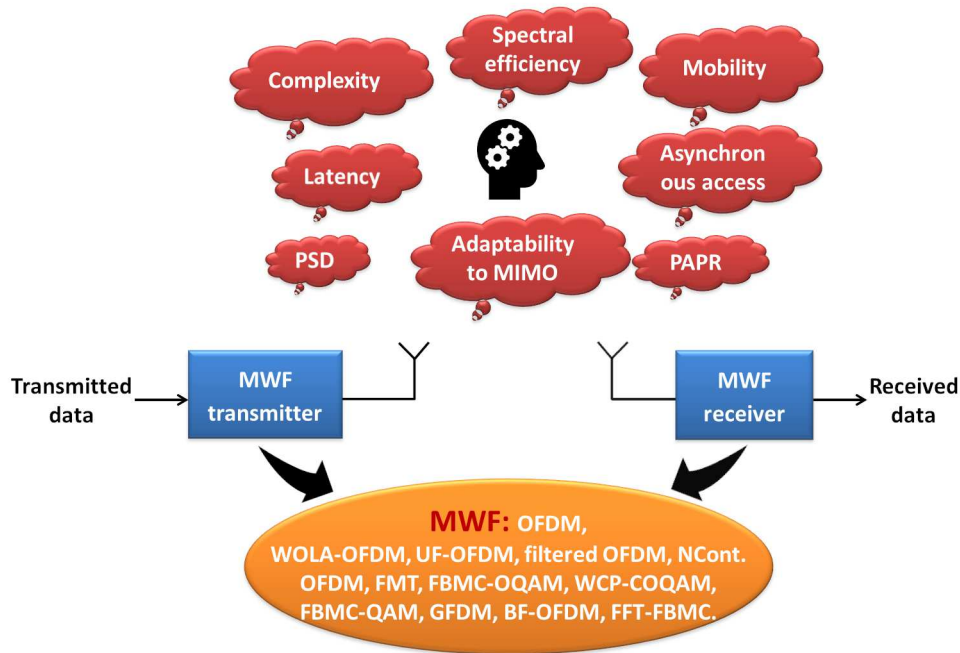 Spectral
efficiency
Complexity
Mobility
Latency
Asynchron
ous access
PSD
Adaptability
to MIMO
PAPR
Transmitted
data
MWF
transmitter
MWF
receiver
Received
data
MWF: OFDM,
WOLA-OFDM, UF-OFDM, filtered OFDM, NCont.
OFDM, FMT, FBMC-OQAM, WCP-COQAM,
FBMC-QAM, GFDM, BF-OFDM, FFT-FBMC.